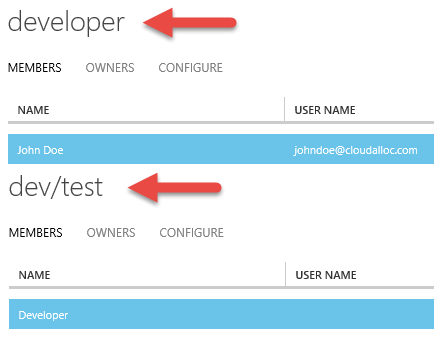 developer
MEMBERS OWNERS CONFIGURE
NAME USER NAME
John Doe johndoe@cloudalloc.com
dev/test
MEMBERS OWNERS CONFIGURE
NAME USER NAME
Developer